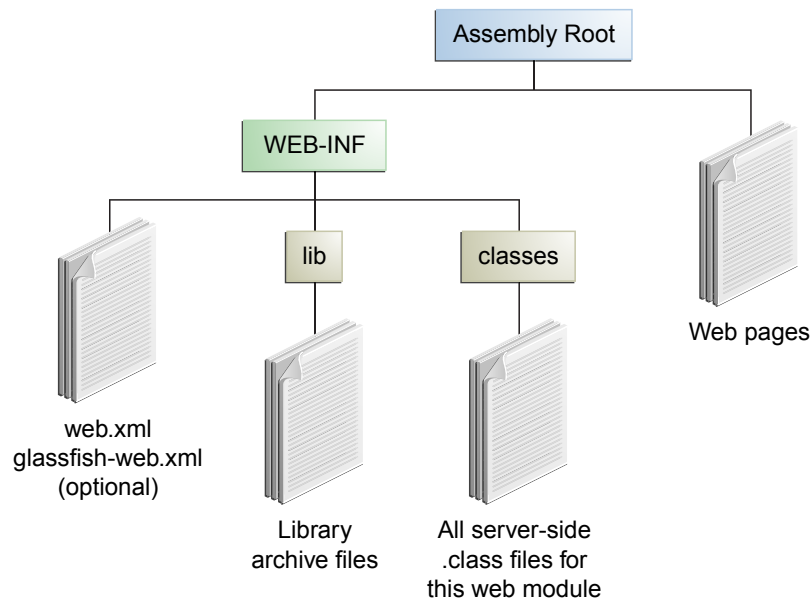 Assembly Root
WEB-INF
lib
classes
Web pages
web.xml
glassfish-web.xml
(optional)
Library
archive files
All server-side
.class files for
this web module